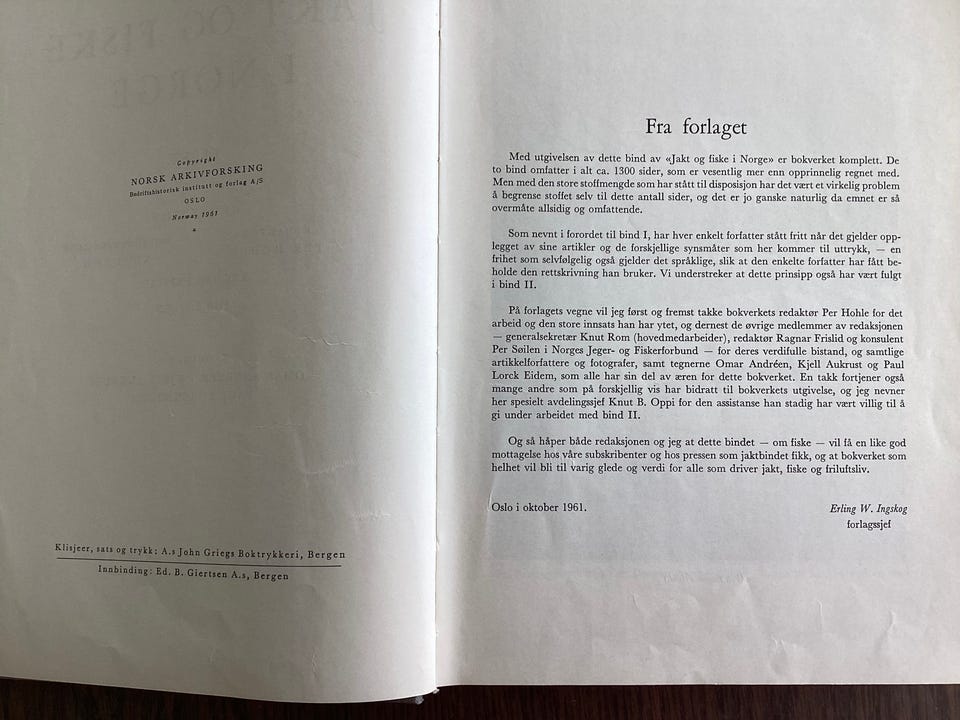 Copyright
NORSK ARKIVFORSKING
Bedriftshistorisk institutt og forlag A/S
OSLO
Norway 1961
*
Klisjeer, sats og trykk: A.s John Griegs Boktrykkeri, Bergen
Innbinding: Ed. B. Giertsen A.s, Bergen
Fra forlaget
Med utgivelsen av dette bind av «Jakt og fiske i Norge» er bokverket komplett. De
to bind omfatter i alt ca. 1300 sider, som er vesentlig mer enn opprinnelig regnet med.
Men med den store stoffmengde som har stått til disposisjon har det vært et virkelig problem
å begrense stoffet selv til dette antall sider, og det er jo ganske naturlig da emnet er så
overmåte allsidig og omfattende.
Som nevnt i forordet til bind I, har hver enkelt forfatter stått fritt når det gjelder opp-
legget av sine artikler og de forskjellige synsmåter som her kommer til uttrykk, — en
frihet som selvfølgelig også gjelder det språklige, slik at den enkelte forfatter har fått be-
holde den rettskrivning han bruker. Vi understreker at dette prinsipp også har vært fulgt
i bind II.
På forlagets vegne vil jeg først og fremst takke bokverkets redaktør Per Hohle for det
arbeid og den store innsats han har ytet, og dernest de øvrige medlemmer av redaksjonen
— generalsekretær Knut Rom (hovedmedarbeider), redaktør Ragnar Frislid og konsulent
Per Søilen i Norges Jeger- og Fiskerforbund — for deres verdifulle bistand, og samtlige
artikkelforfattere og fotografer, samt tegnerne Omar Andréen, Kjell Aukrust og Paul
Lorck Eidem, som alle har sin del av æren for dette bokverket. En takk fortjener også
mange andre som på forskjellig vis har bidratt til bokverkets utgivelse, og jeg nevner
her spesielt avdelingssjef Knut B. Oppi for den assistanse han stadig har vært villig til å
gi under arbeidet med bind II.
Og så håper både redaksjonen og jeg at dette bindet — om fiske — vil få en like god
mottagelse hos våre subskribenter og hos pressen som jaktbindet fikk, og at bokverket som
helhet vil bli til varig glede og verdi for alle som driver jakt, fiske og friluftsliv.
Oslo i oktober 1961.
Erling W. Ingskog
forlagssjef